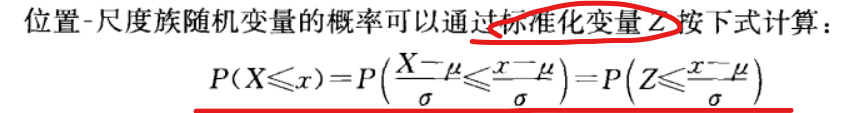 位置-尺度族随机变量的概率可以通过标准化变量 Z 按下式计算：
P(X≤x)=P((X-μ)/σ≤(x-μ)/σ)=P(Z≤(x-μ)/σ)